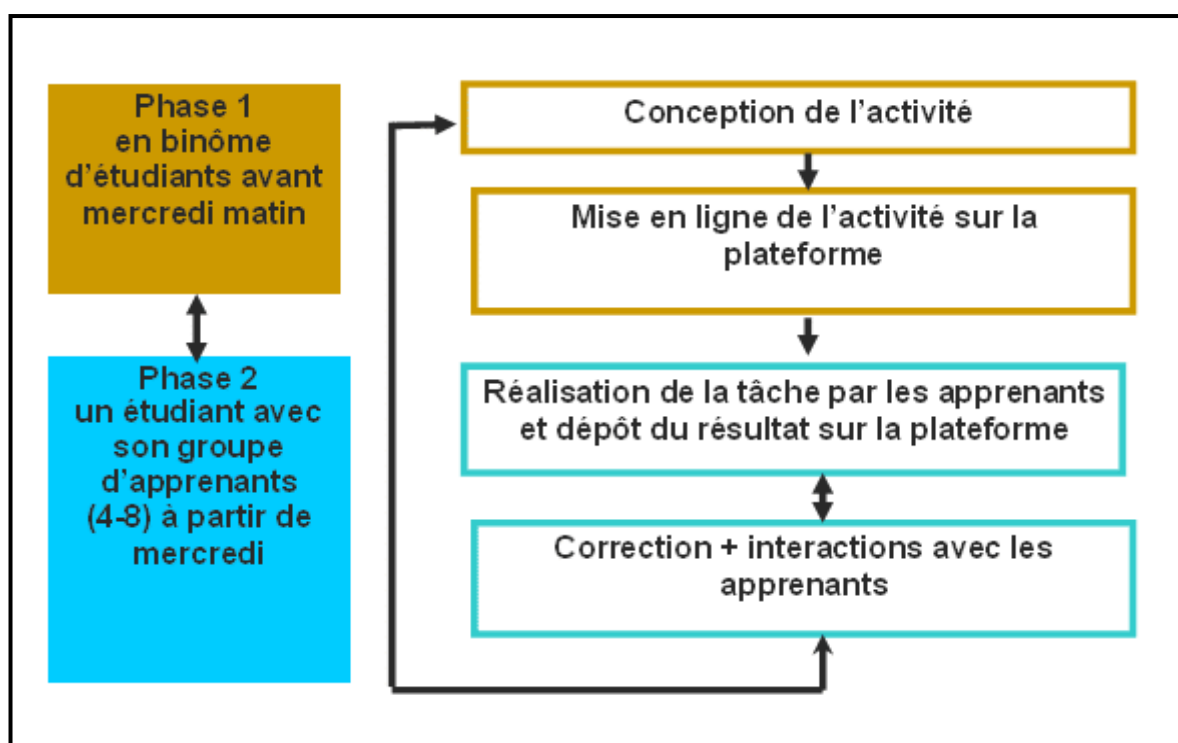 Phase 1
en binôme
d'étudiants avant
mercredi matin
Phase 2
un étudiant avec
son groupe
d'apprenants
(4-8) à partir de
mercredi
Conception de l'activité
Mise en ligne de l'activité sur la
plateforme
Réalisation de la tâche par les apprenants
et dépôt du résultat sur la plateforme
Correction + interactions avec les
apprenants